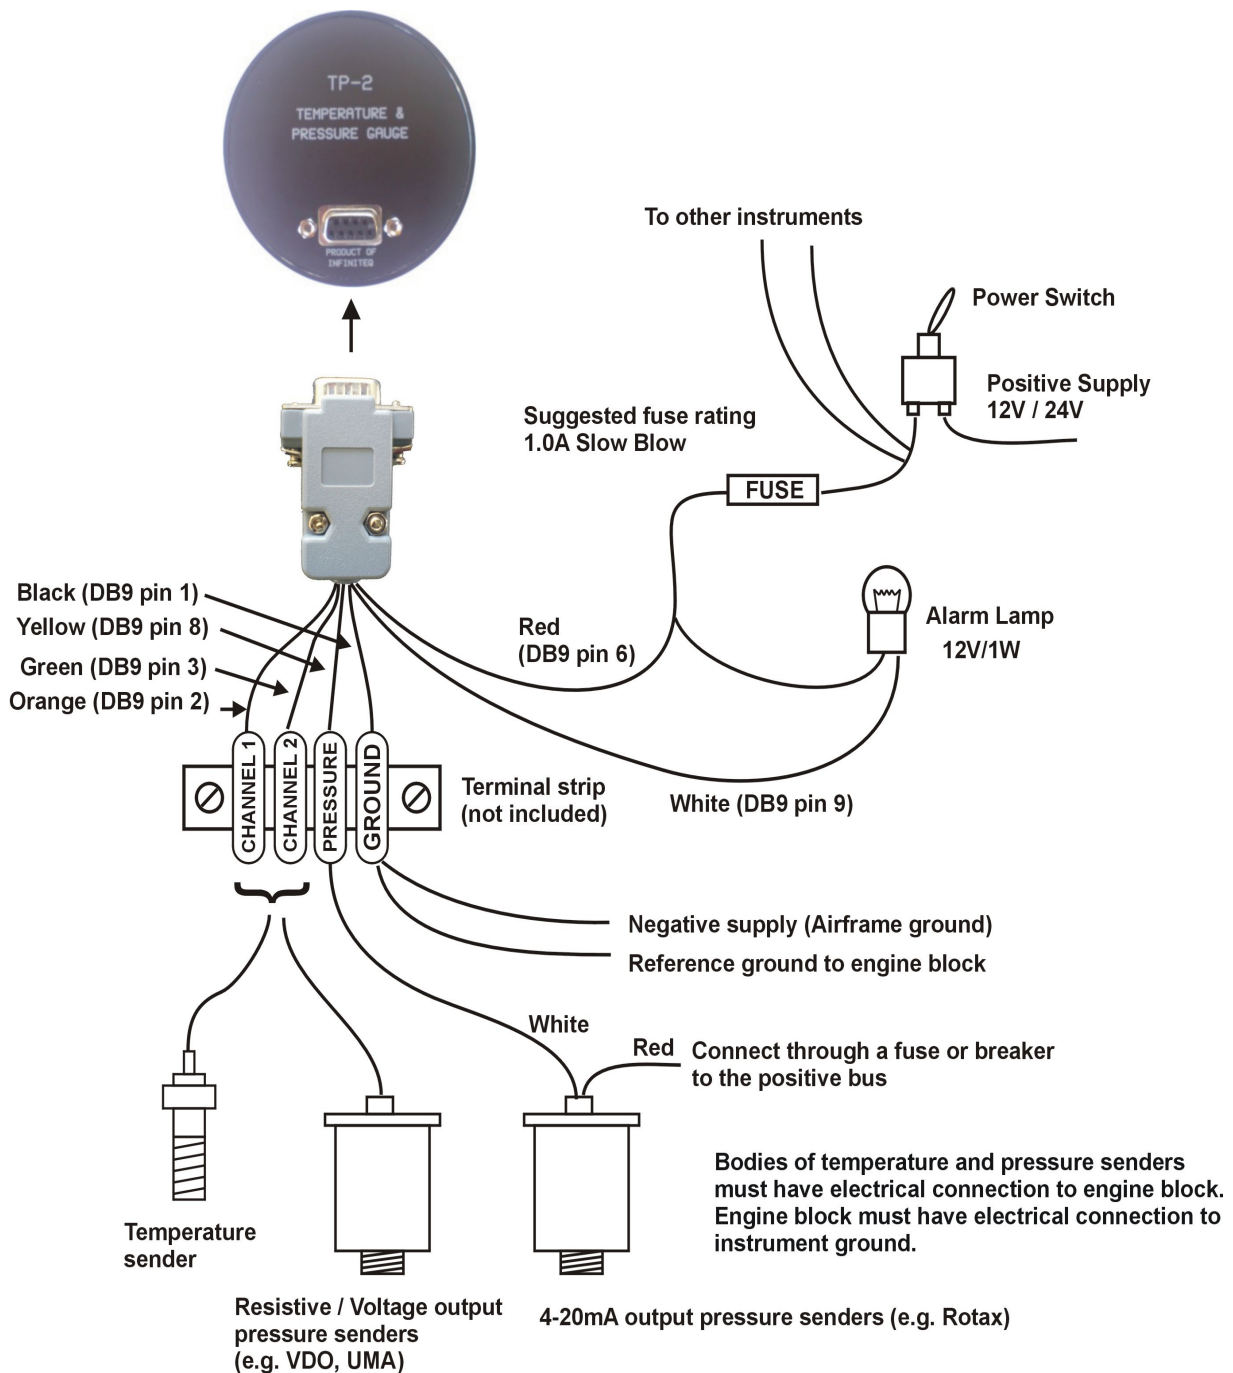 TP-2
TEMPERATURE &
PRESSURE GAUGE
PRODUCT OF
INFINITEQ
To other instruments
Power Switch
Positive Supply
12V / 24V
Suggested fuse rating
1.0A Slow Blow
FUSE
Black (DB9 pin 1)
Yellow (DB9 pin 8)
Green (DB9 pin 3)
Orange (DB9 pin 2)
Red
(DB9 pin 6)
Alarm Lamp
12V/1W
CHANNEL 1
CHANNEL 2
PRESSURE
GROUND
Terminal strip
(not included)
White (DB9 pin 9)
Negative supply (Airframe ground)
Reference ground to engine block
White
Red
Connect through a fuse or breaker
to the positive bus
Bodies of temperature and pressure senders
must have electrical connection to engine block.
Engine block must have electrical connection to
instrument ground.
Temperature
sender
Resistive / Voltage output
pressure senders
(e.g. VDO, UMA)
4-20mA output pressure senders (e.g. Rotax)